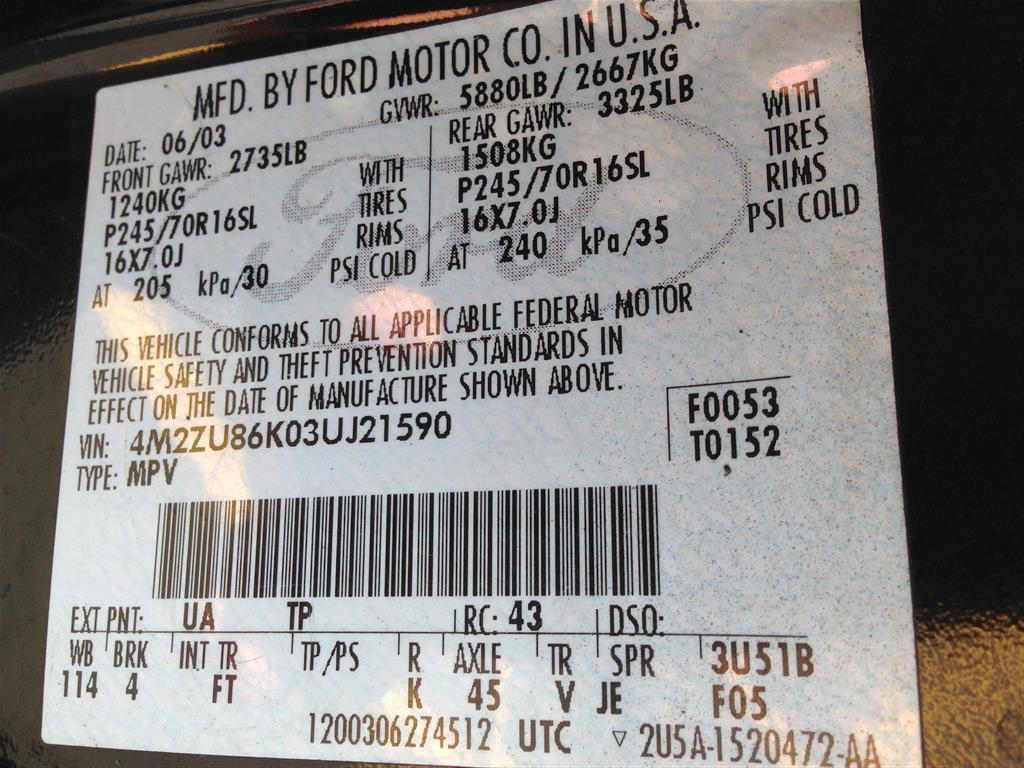 MFD. BY FORD MOTOR CO. IN U.S.A.
DATE: 06/03 GVWR: 5880LB/ 2667KG
FRONT GAWR: 2735LB REAR GAWR: 3325LB
1240KG WITH 1508KG WITH
P245/70R16SL TIRES P245/70R16SL TIRES
16X7.0J RIMS 16X7.0J RIMS
AT 205 kPa/30 PSI COLD AT 240 kPa/35 PSI COLD
Ford
THIS VEHICLE CONFORMS TO ALL APPLICABLE FEDERAL MOTOR
VEHICLE SAFETY AND THEFT PREVENTION STANDARDS IN
EFFECT ON THE DATE OF MANUFACTURE SHOWN ABOVE.
VIN: 4M2ZU86K03UJ21590
TYPE: MPV
F0053
T0152
EXT PNT: UA TP RC: 43 DSO:
WB BRK INT TR TP/PS R AXLE TR SPR 3U51B
114 4 FT K 45 V JE F05
1200306274512 UTC ▽ 2U5A-1520472-AA